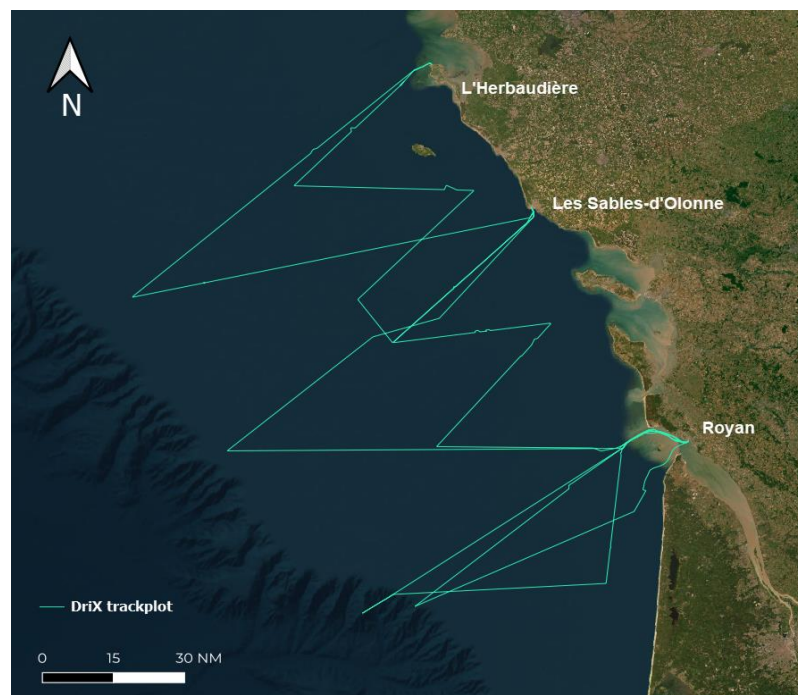 N
L'Herbaudière
Les Sables-d'Olonne
Royan
DriX trackplot
0 15 30 NM